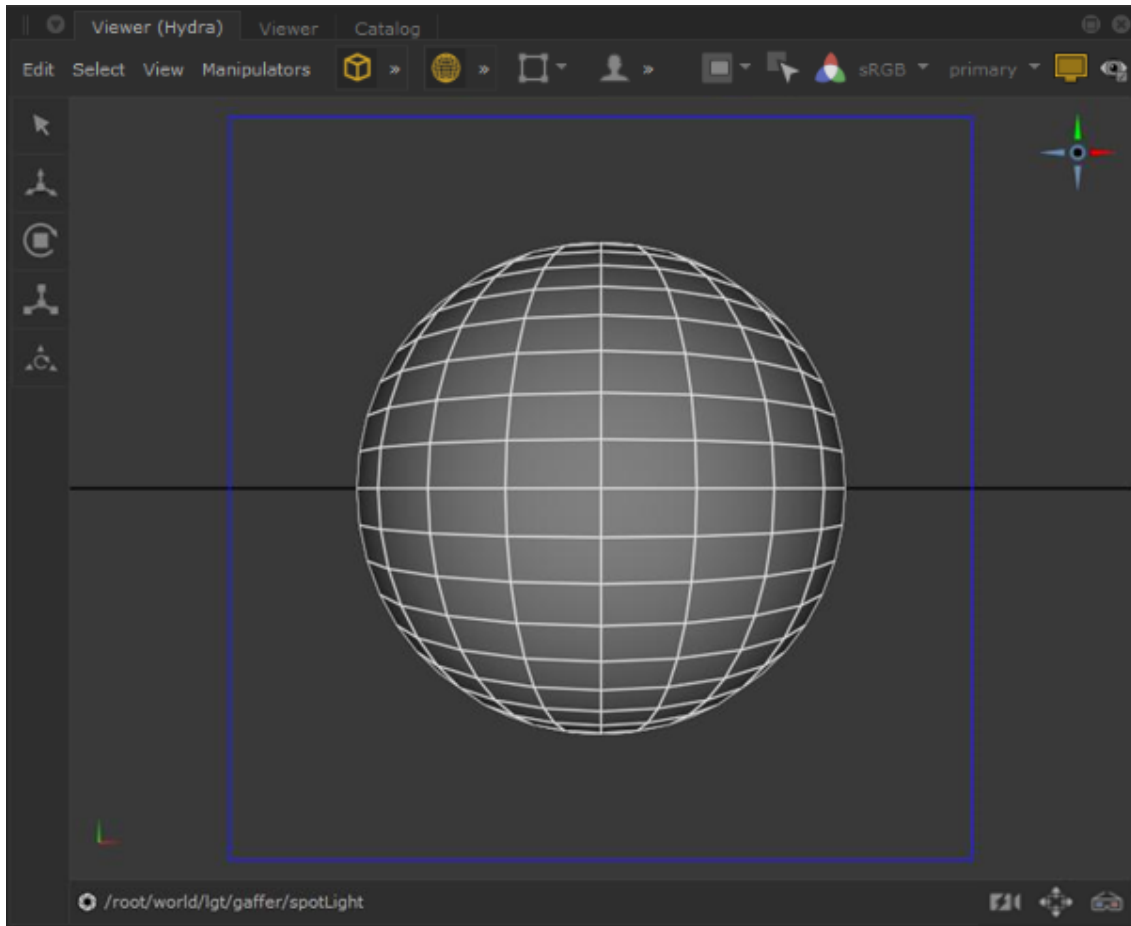 Viewer (Hydra) Viewer Catalog
Edit Select View Manipulators » » » sRGB primary
/root/world/lgt/gaffer/spotLight